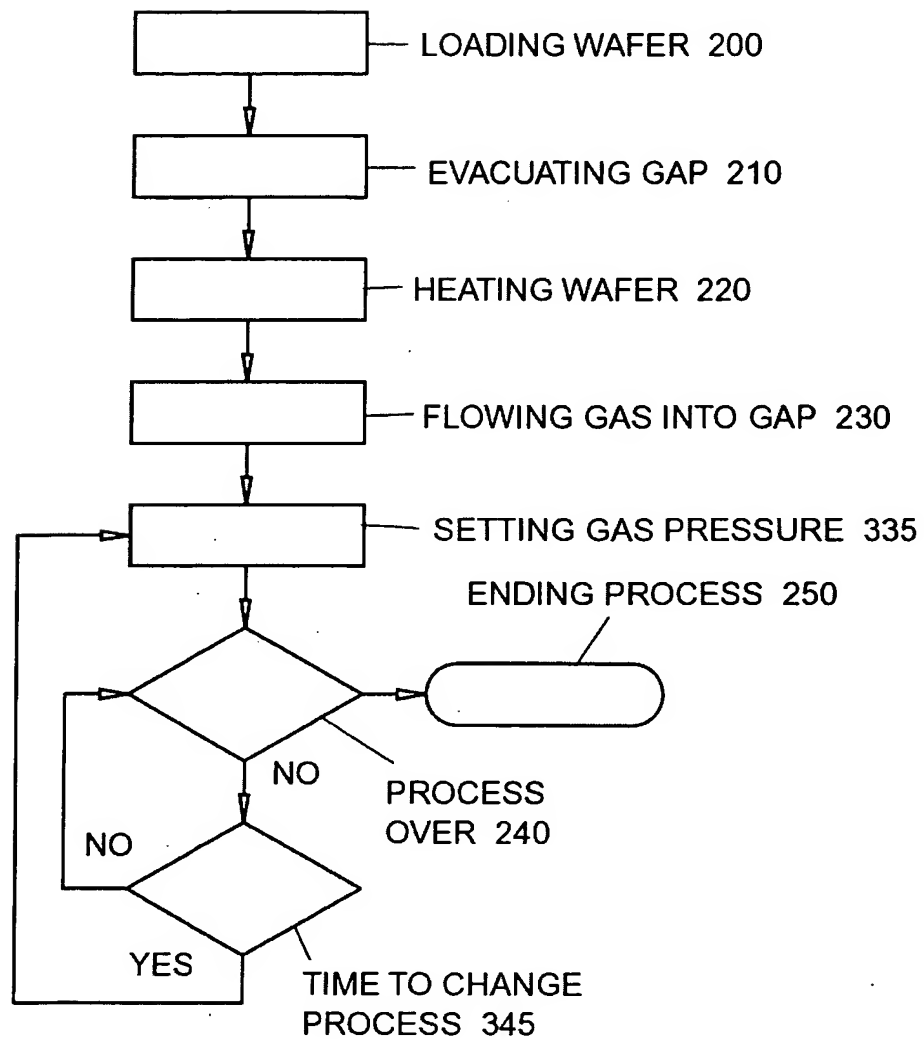 LOADING WAFER 200
EVACUATING GAP 210
HEATING WAFER 220
FLOWING GAS INTO GAP 230
SETTING GAS PRESSURE 335
ENDING PROCESS 250
NO
PROCESS
OVER 240
NO
YES
TIME TO CHANGE
PROCESS 345